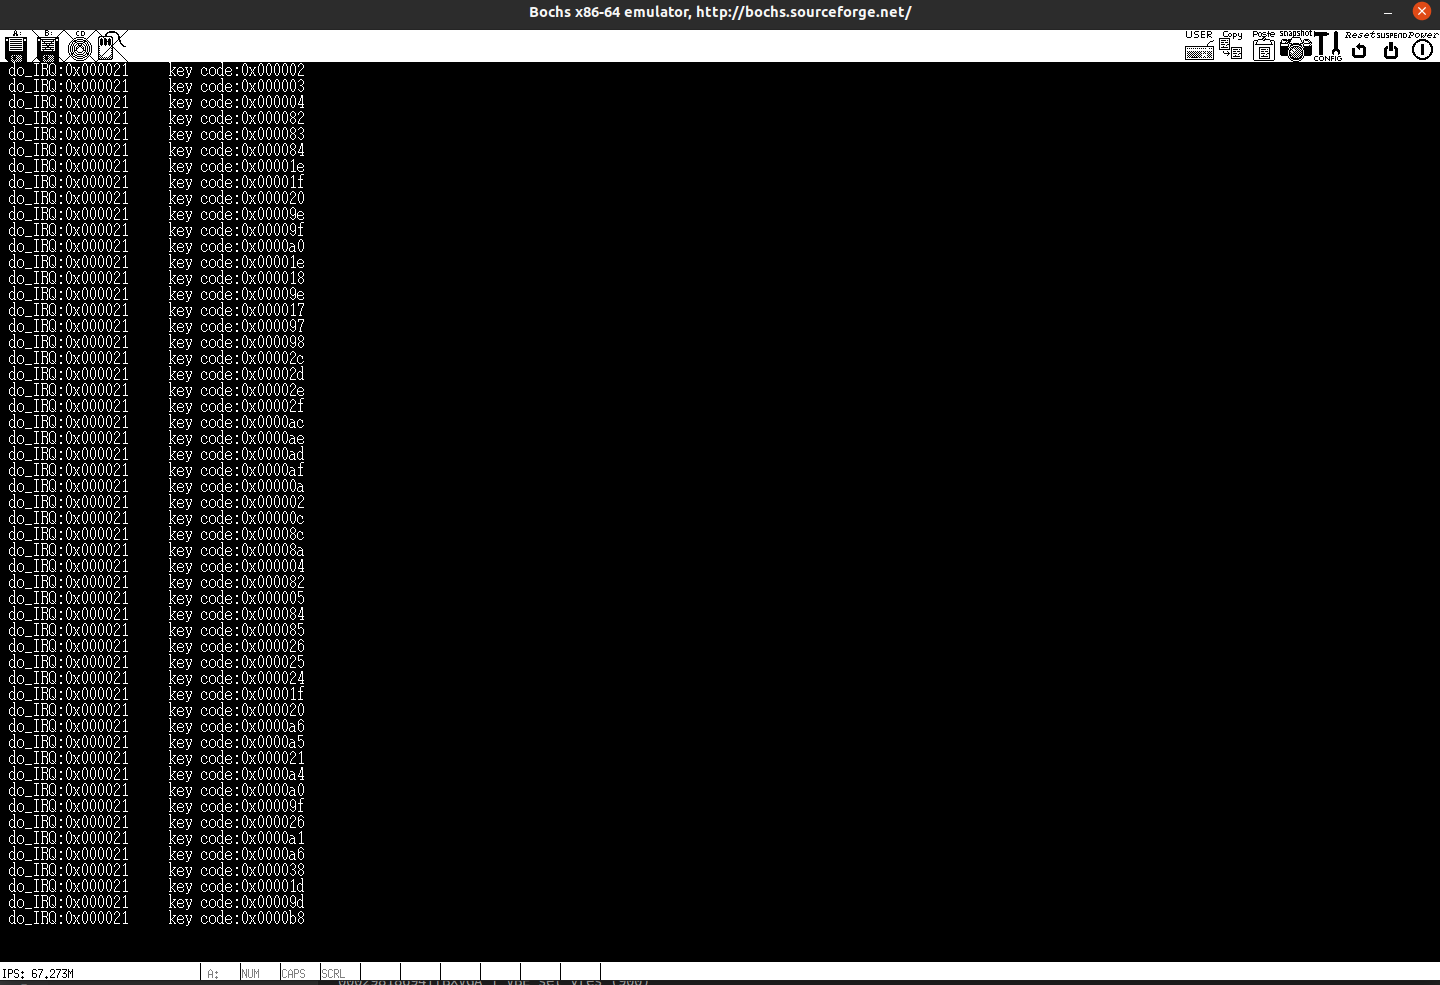 Bochs x86-64 emulator, http://bochs.sourceforge.net/
A: B: CD USER Copy Paste snapshot CONFIG Reset SUSPEND Power
do_IRQ:0x000021 key code:0x000002
do_IRQ:0x000021 key code:0x000003
do_IRQ:0x000021 key code:0x000004
do_IRQ:0x000021 key code:0x000082
do_IRQ:0x000021 key code:0x000083
do_IRQ:0x000021 key code:0x000084
do_IRQ:0x000021 key code:0x00001e
do_IRQ:0x000021 key code:0x00001f
do_IRQ:0x000021 key code:0x000020
do_IRQ:0x000021 key code:0x00009e
do_IRQ:0x000021 key code:0x00009f
do_IRQ:0x000021 key code:0x0000a0
do_IRQ:0x000021 key code:0x00001e
do_IRQ:0x000021 key code:0x000018
do_IRQ:0x000021 key code:0x00009e
do_IRQ:0x000021 key code:0x000017
do_IRQ:0x000021 key code:0x000097
do_IRQ:0x000021 key code:0x000098
do_IRQ:0x000021 key code:0x00002c
do_IRQ:0x000021 key code:0x00002d
do_IRQ:0x000021 key code:0x00002e
do_IRQ:0x000021 key code:0x00002f
do_IRQ:0x000021 key code:0x0000ac
do_IRQ:0x000021 key code:0x0000ae
do_IRQ:0x000021 key code:0x0000ad
do_IRQ:0x000021 key code:0x0000af
do_IRQ:0x000021 key code:0x00000a
do_IRQ:0x000021 key code:0x000002
do_IRQ:0x000021 key code:0x00000c
do_IRQ:0x000021 key code:0x00008c
do_IRQ:0x000021 key code:0x00008a
do_IRQ:0x000021 key code:0x000004
do_IRQ:0x000021 key code:0x000082
do_IRQ:0x000021 key code:0x000005
do_IRQ:0x000021 key code:0x000084
do_IRQ:0x000021 key code:0x000085
do_IRQ:0x000021 key code:0x000026
do_IRQ:0x000021 key code:0x000025
do_IRQ:0x000021 key code:0x000024
do_IRQ:0x000021 key code:0x00001f
do_IRQ:0x000021 key code:0x000020
do_IRQ:0x000021 key code:0x0000a6
do_IRQ:0x000021 key code:0x0000a5
do_IRQ:0x000021 key code:0x000021
do_IRQ:0x000021 key code:0x0000a4
do_IRQ:0x000021 key code:0x0000a0
do_IRQ:0x000021 key code:0x00009f
do_IRQ:0x000021 key code:0x000026
do_IRQ:0x000021 key code:0x0000a1
do_IRQ:0x000021 key code:0x0000a6
do_IRQ:0x000021 key code:0x000038
do_IRQ:0x000021 key code:0x00001d
do_IRQ:0x000021 key code:0x00009d
do_IRQ:0x000021 key code:0x0000b8
IPS: 67.273M A: NUM CAPS SCRL